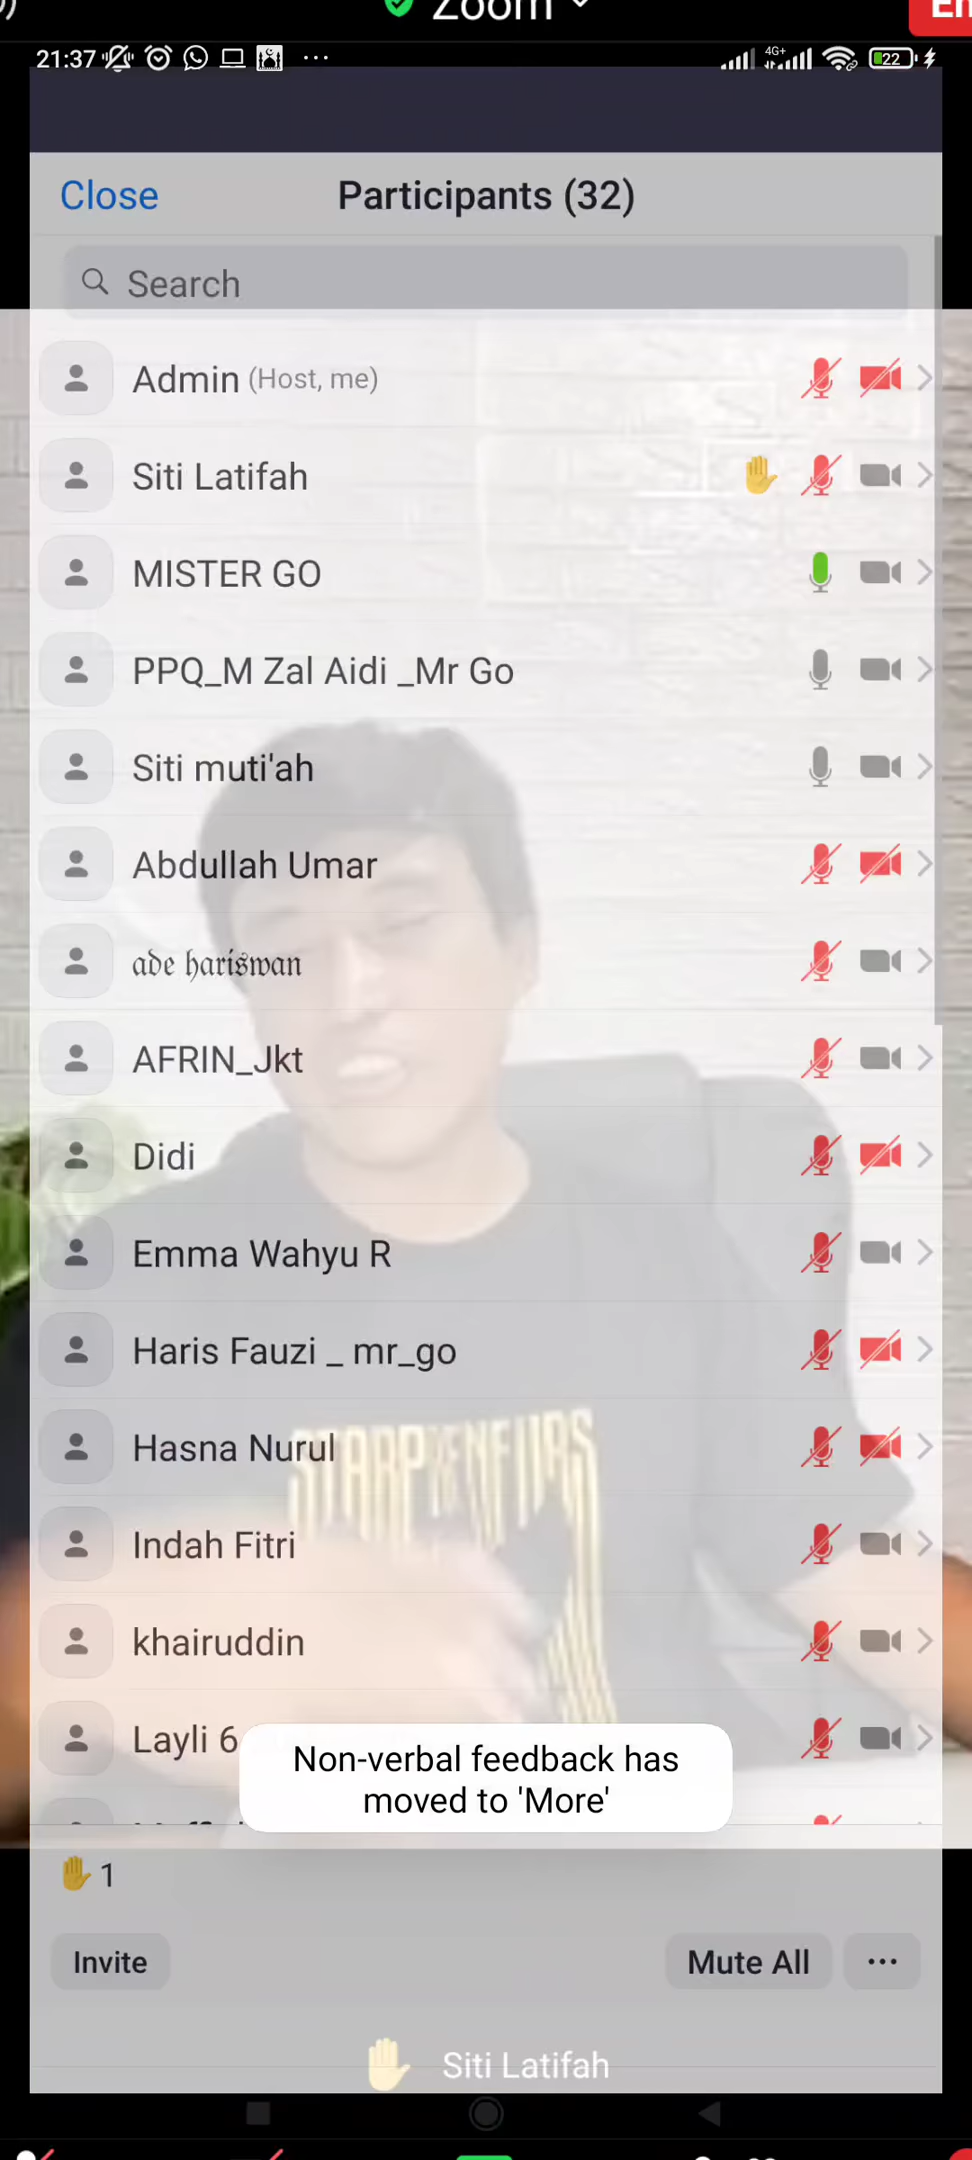 Zoom
21:37
4G+
22
Close
Participants (32)
Search
Admin (Host, me)
Siti Latifah
MISTER GO
PPQ_M Zal Aidi _Mr Go
Siti muti'ah
Abdullah Umar
𝔞𝔡𝔢 𝔥𝔞𝔯𝔦𝔰𝔴𝔞𝔫
AFRIN_Jkt
Didi
Emma Wahyu R
Haris Fauzi _ mr_go
Hasna Nurul
STARPRENEURS
Indah Fitri
khairuddin
Layli 6
Non-verbal feedback has
moved to 'More'
✋ 1
Invite
Mute All
...
✋ Siti Latifah